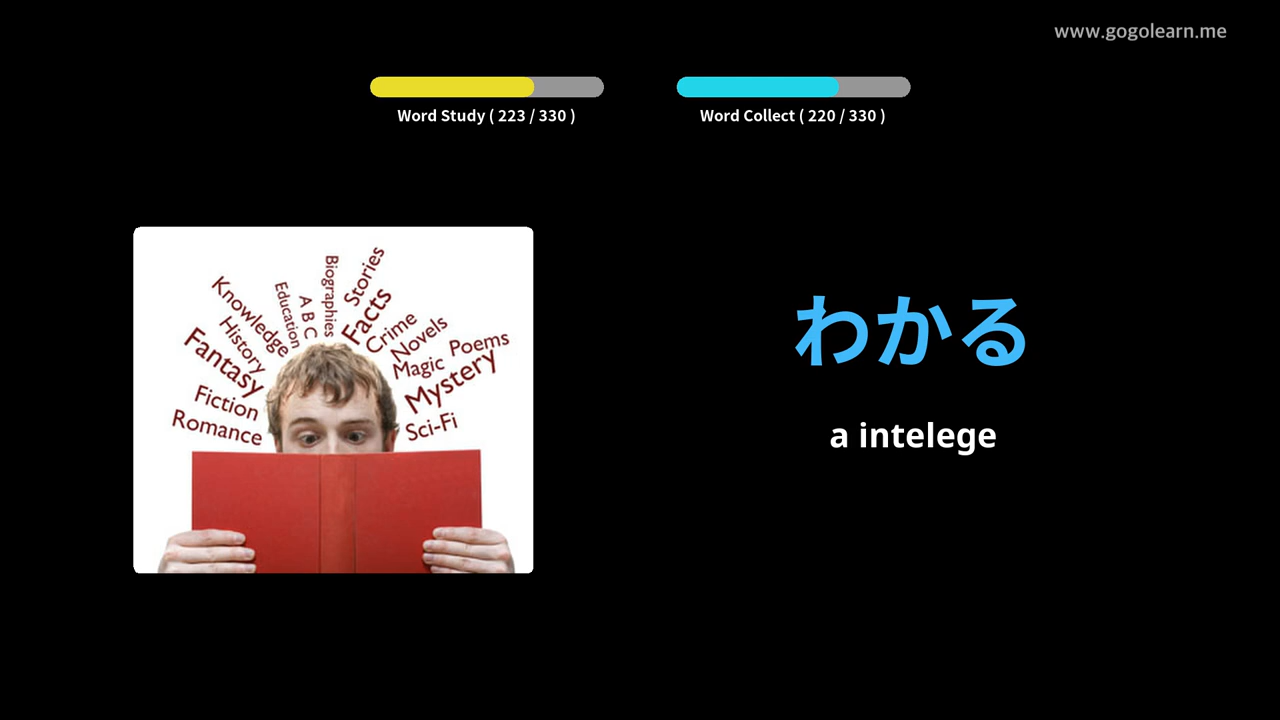 www.gogolearn.me
Word Study ( 223 / 330 )
Word Collect ( 220 / 330 )
Biographies
Stories
Education
A B C
Facts
Knowledge
Crime
History
Novels
Poems
Fantasy
Magic
Mystery
Fiction
Romance
Sci-Fi
わかる
a intelege